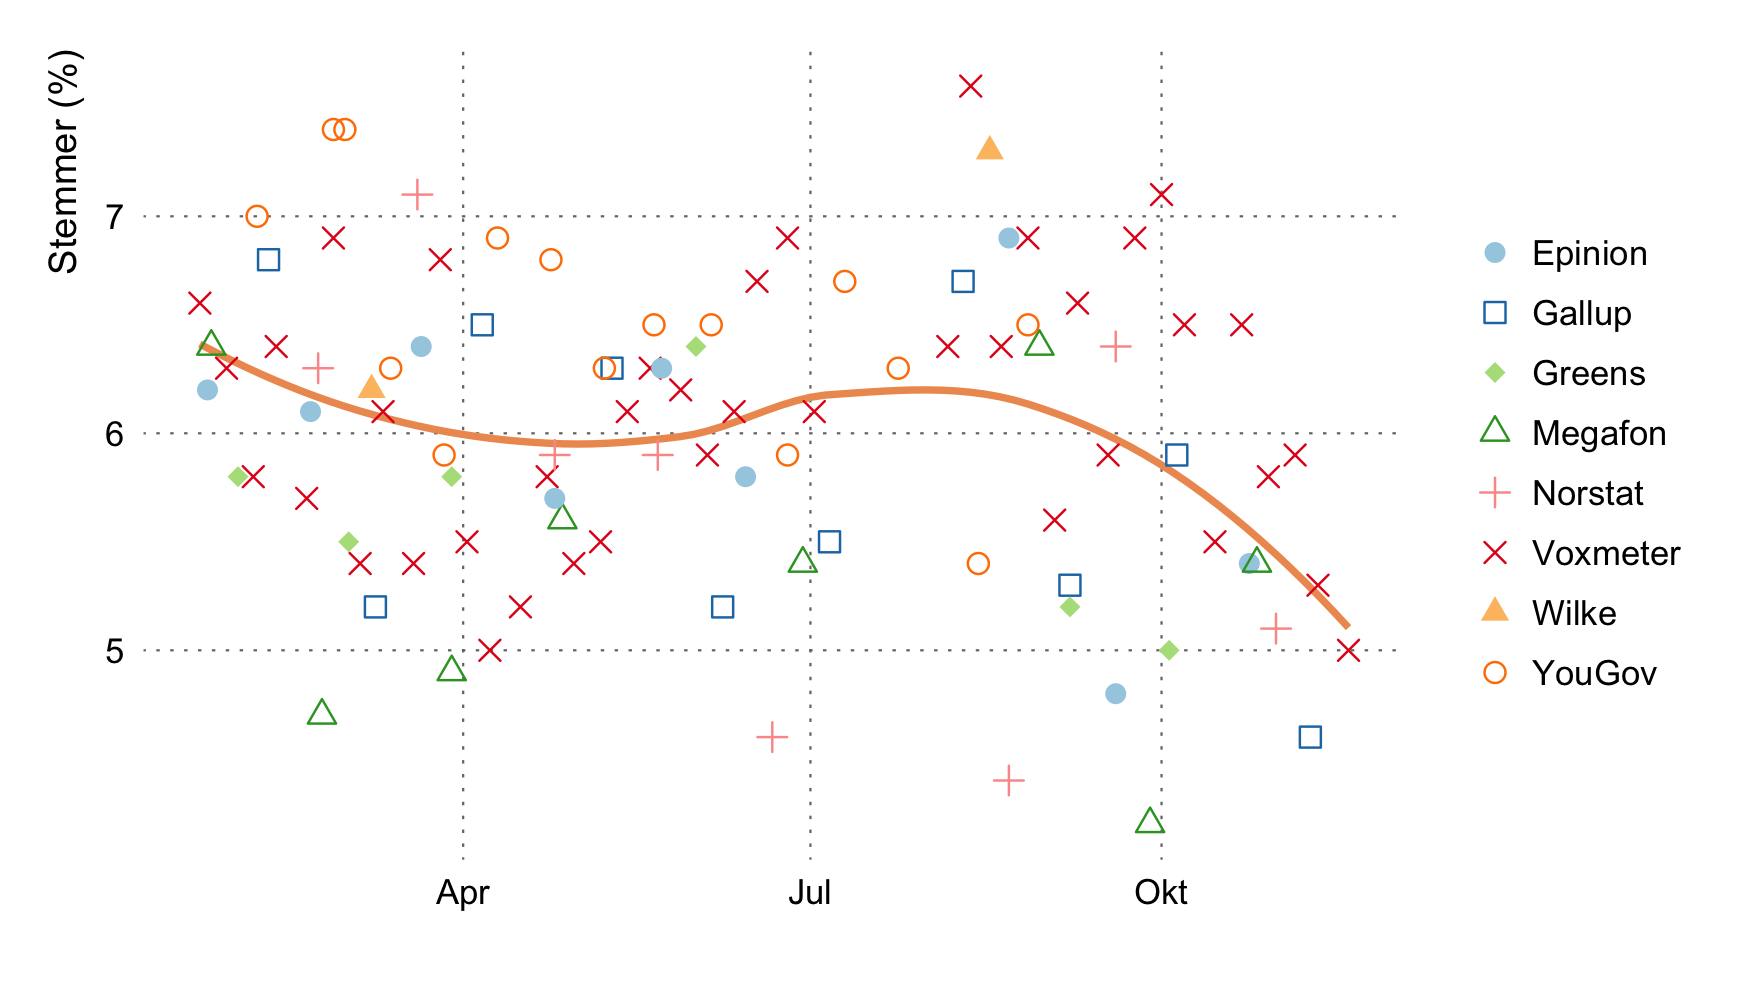 Stemmer (%)
7
6
5
Apr
Jul
Okt
Epinion
Gallup
Greens
Megafon
Norstat
Voxmeter
Wilke
YouGov